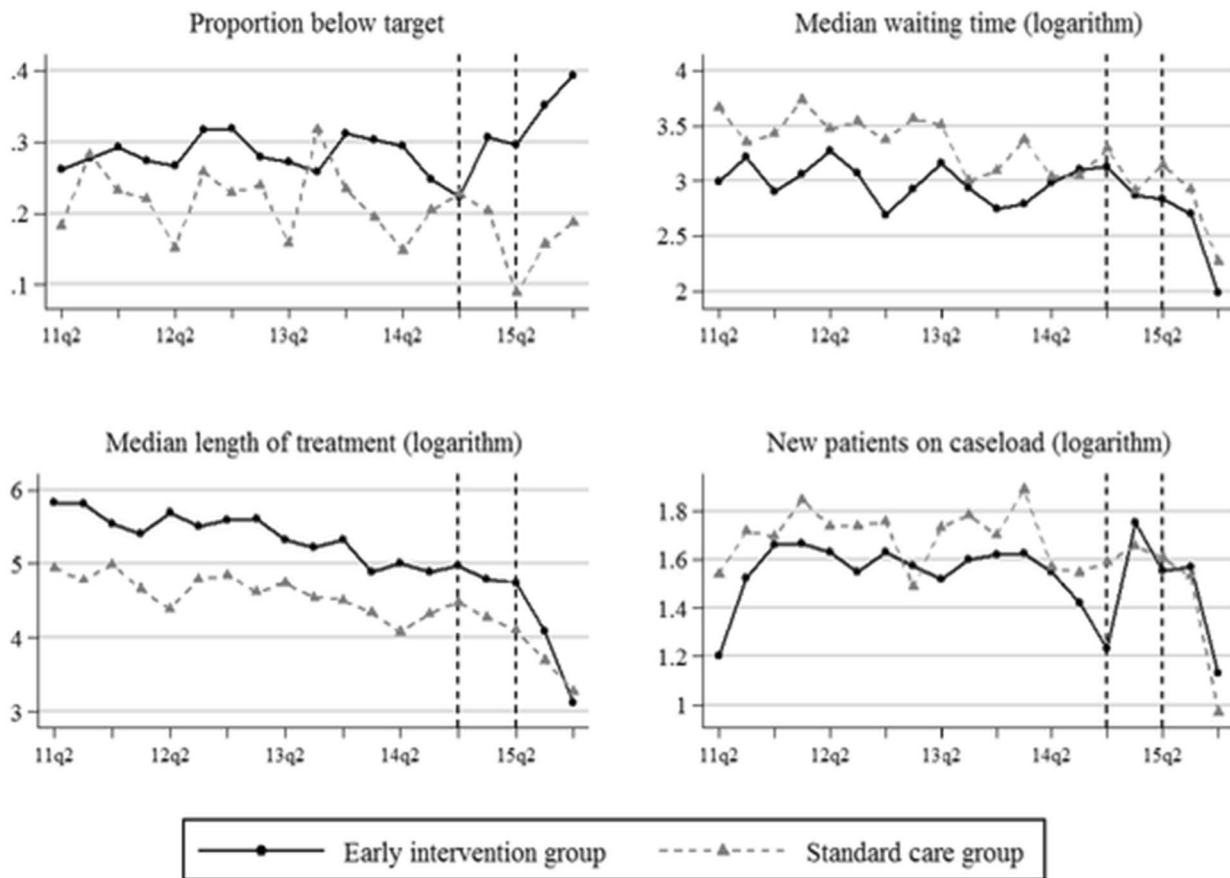 Proportion below target
.4
.3
.2
.1
11q2 12q2 13q2 14q2 15q2
Median waiting time (logarithm)
4
3.5
3
2.5
2
11q2 12q2 13q2 14q2 15q2
Median length of treatment (logarithm)
6
5
4
3
11q2 12q2 13q2 14q2 15q2
New patients on caseload (logarithm)
1.8
1.6
1.4
1.2
1
11q2 12q2 13q2 14q2 15q2
Early intervention group Standard care group